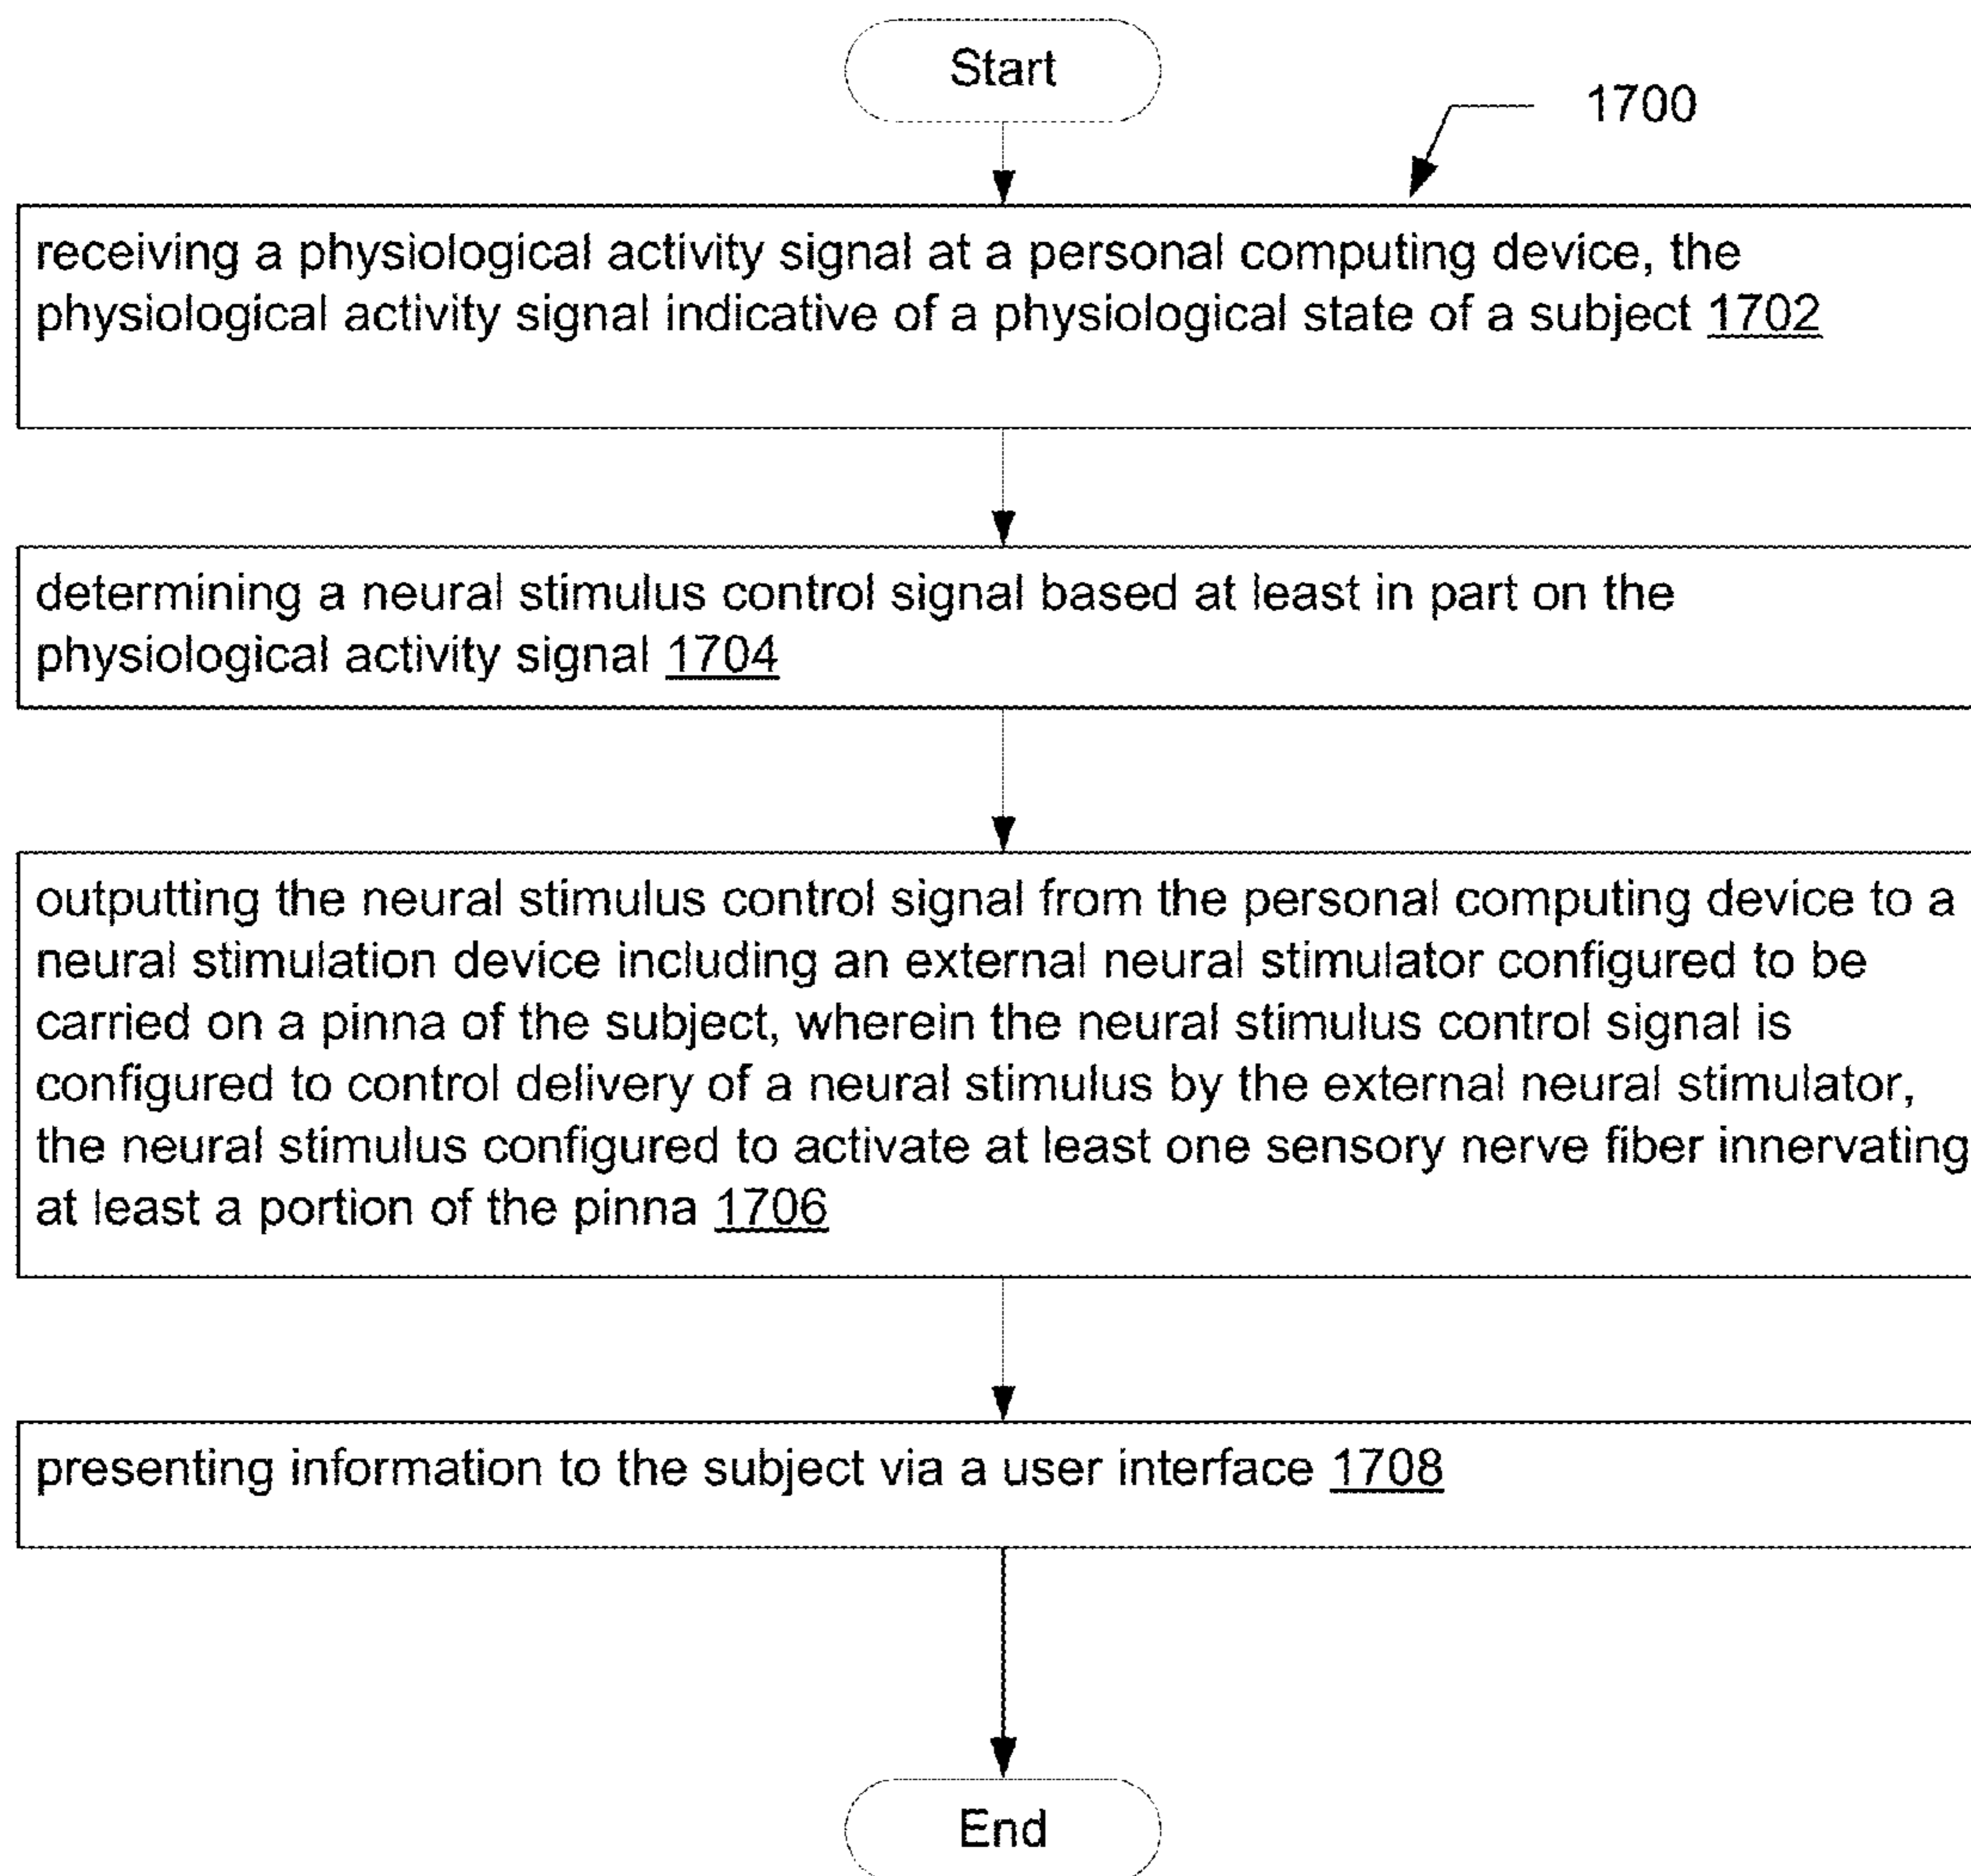 Start
1700
receiving a physiological activity signal at a personal computing device, the
physiological activity signal indicative of a physiological state of a subject 1702
determining a neural stimulus control signal based at least in part on the
physiological activity signal 1704
outputting the neural stimulus control signal from the personal computing device to a
neural stimulation device including an external neural stimulator configured to be
carried on a pinna of the subject, wherein the neural stimulus control signal is
configured to control delivery of a neural stimulus by the external neural stimulator,
the neural stimulus configured to activate at least one sensory nerve fiber innervating
at least a portion of the pinna 1706
presenting information to the subject via a user interface 1708
End